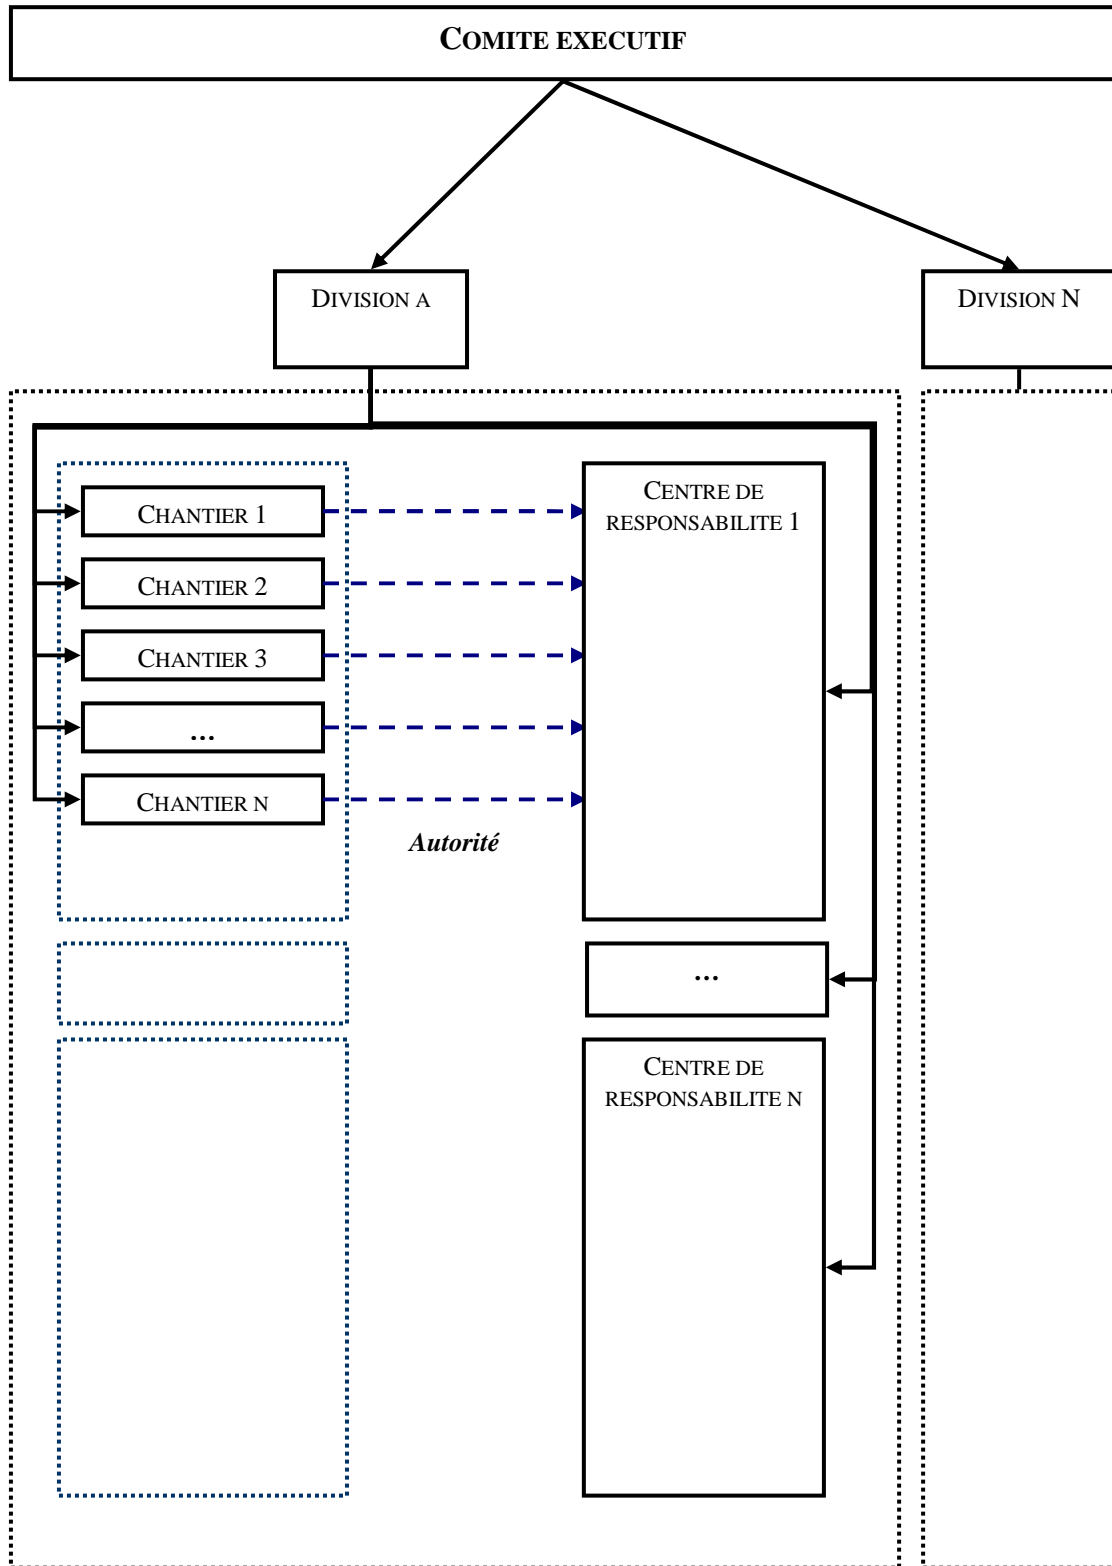 COMITE EXECUTIF
DIVISION A
DIVISION N
CENTRE DE
RESPONSABILITE 1
CHANTIER 1
CHANTIER 2
CHANTIER 3
...
CHANTIER N
Autorité
...
CENTRE DE
RESPONSABILITE N